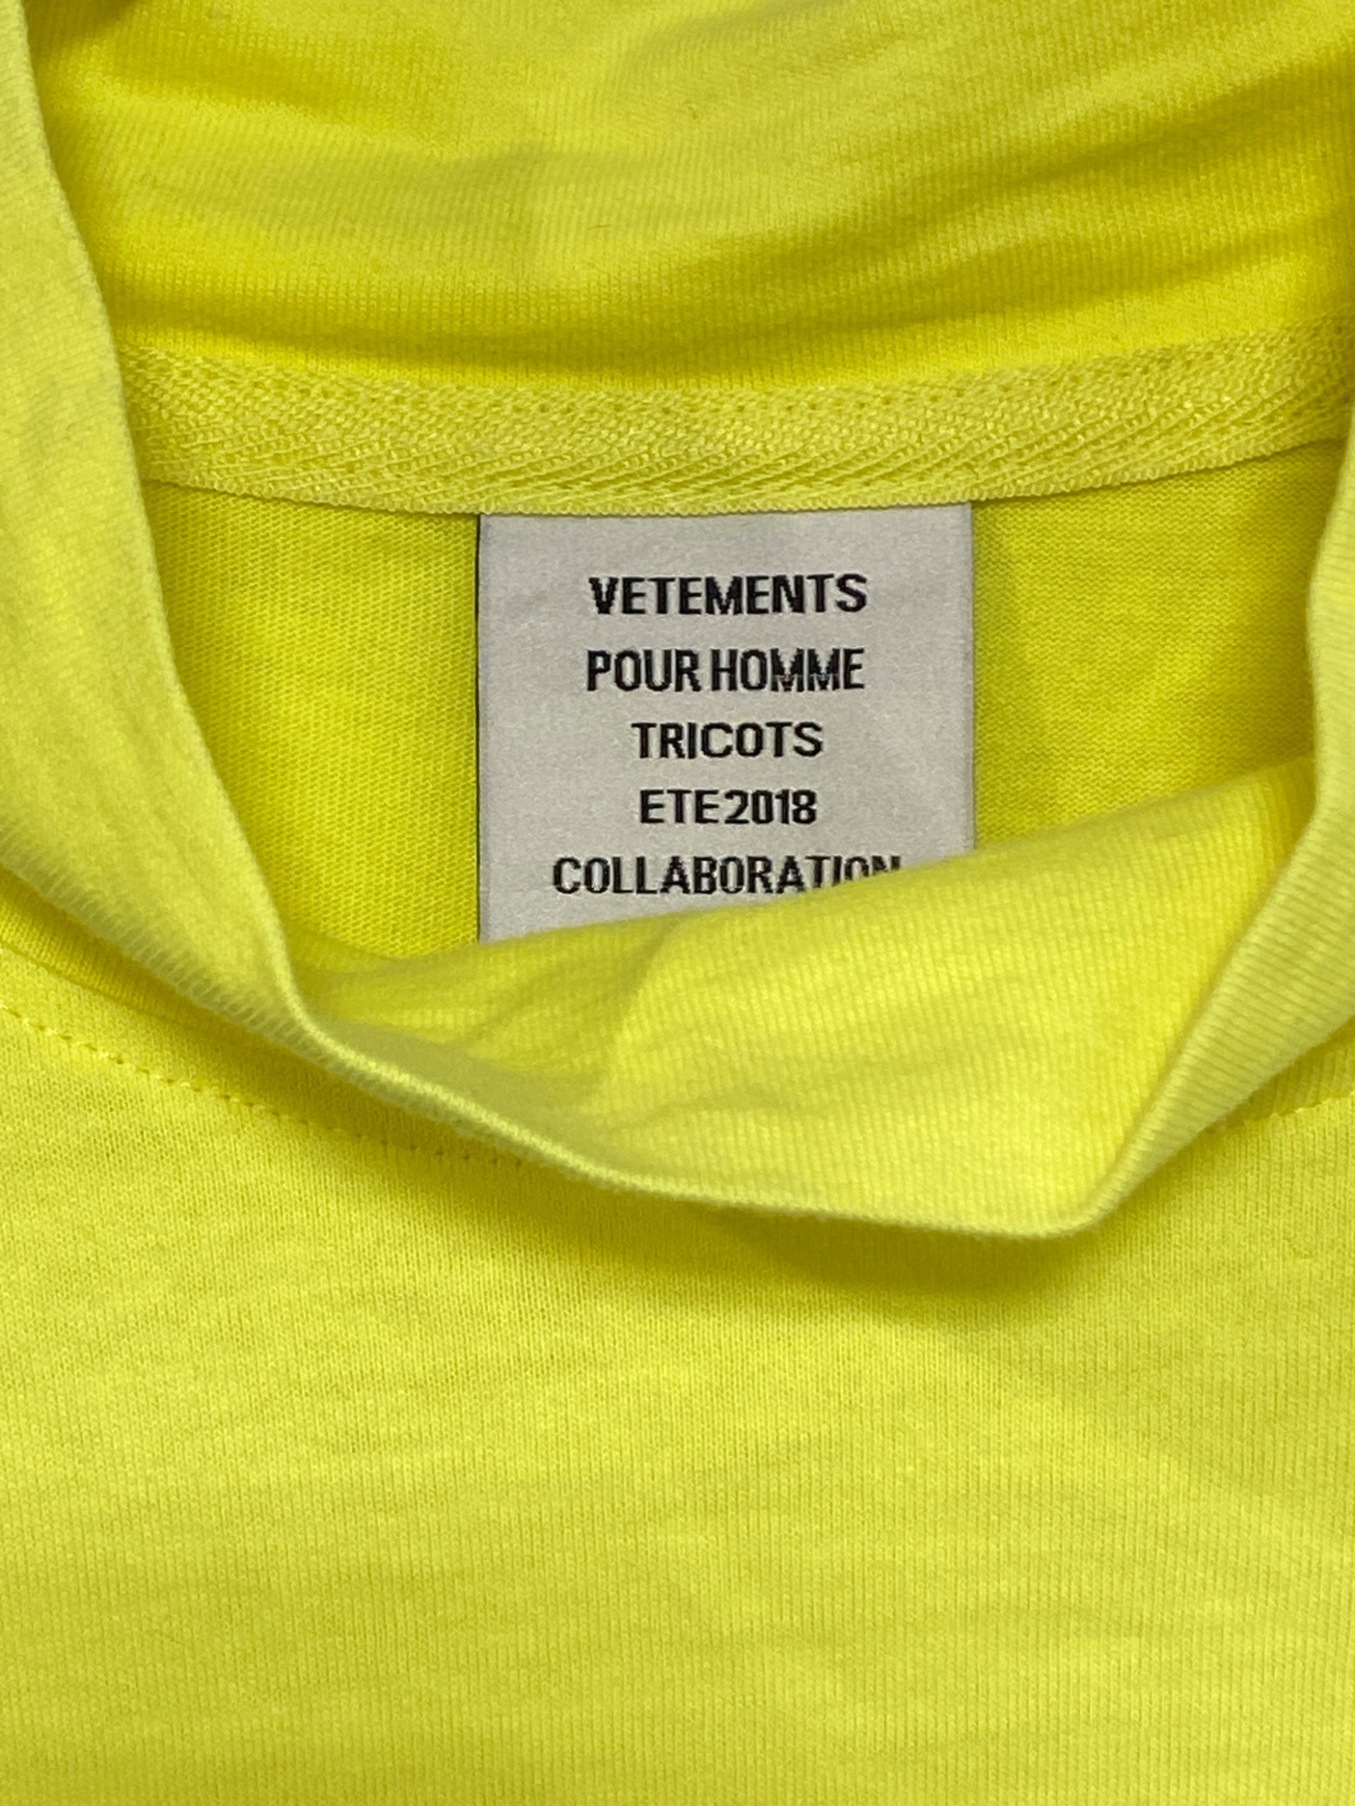 VETEMENTS
POUR HOMME
TRICOTS
ETE2018
COLLABORATION